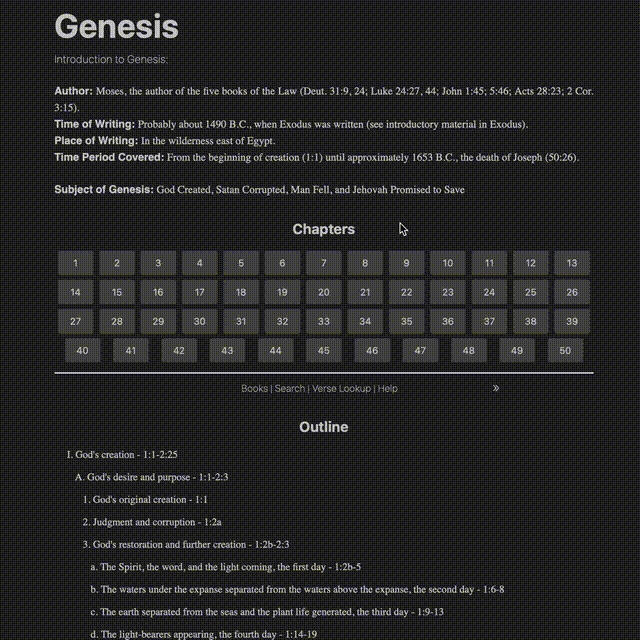 Genesis
Introduction to Genesis:
Author: Moses, the author of the five books of the Law (Deut. 31:9, 24; Luke 24:27, 44; John 1:45; 5:46; Acts 28:23; 2 Cor.
3:15).
Time of Writing: Probably about 1490 B.C., when Exodus was written (see introductory material in Exodus).
Place of Writing: In the wilderness east of Egypt.
Time Period Covered: From the beginning of creation (1:1) until approximately 1653 B.C., the death of Joseph (50:26).
Subject of Genesis: God Created, Satan Corrupted, Man Fell, and Jehovah Promised to Save
Chapters
1 2 3 4 5 6 7 8 9 10 11 12 13
14 15 16 17 18 19 20 21 22 23 24 25 26
27 28 29 30 31 32 33 34 35 36 37 38 39
40 41 42 43 44 45 46 47 48 49 50
Books | Search | Verse Lookup | Help »
Outline
I. God's creation - 1:1-2:25
A. God's desire and purpose - 1:1-2:3
1. God's original creation - 1:1
2. Judgment and corruption - 1:2a
3. God's restoration and further creation - 1:2b-2:3
a. The Spirit, the word, and the light coming, the first day - 1:2b-5
b. The waters under the expanse separated from the waters above the expanse, the second day - 1:6-8
c. The earth separated from the seas and the plant life generated, the third day - 1:9-13
d. The light-bearers appearing, the fourth day - 1:14-19